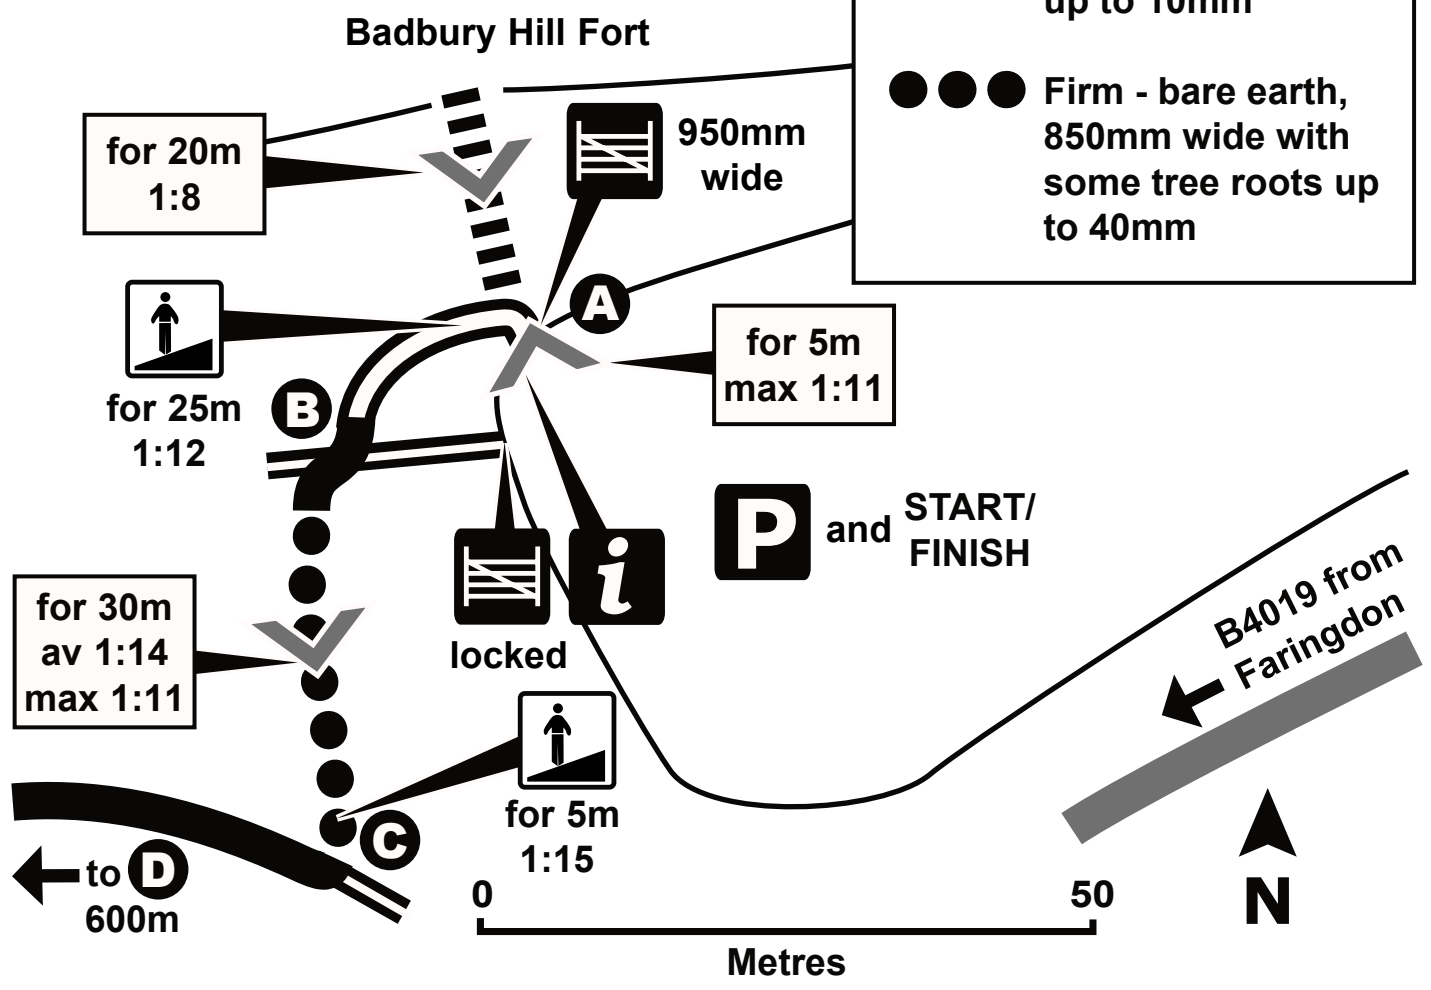 up to 10mm
Badbury Hill Fort
Firm - bare earth,
850mm wide with
some tree roots up
to 40mm
950mm
wide
for 20m
1:8
A
for 5m
max 1:11
for 25m
1:12
B
P and START/
FINISH
i
locked
B4019 from
Faringdon
for 30m
av 1:14
max 1:11
for 5m
1:15
C
to D
600m
0
50
Metres
N